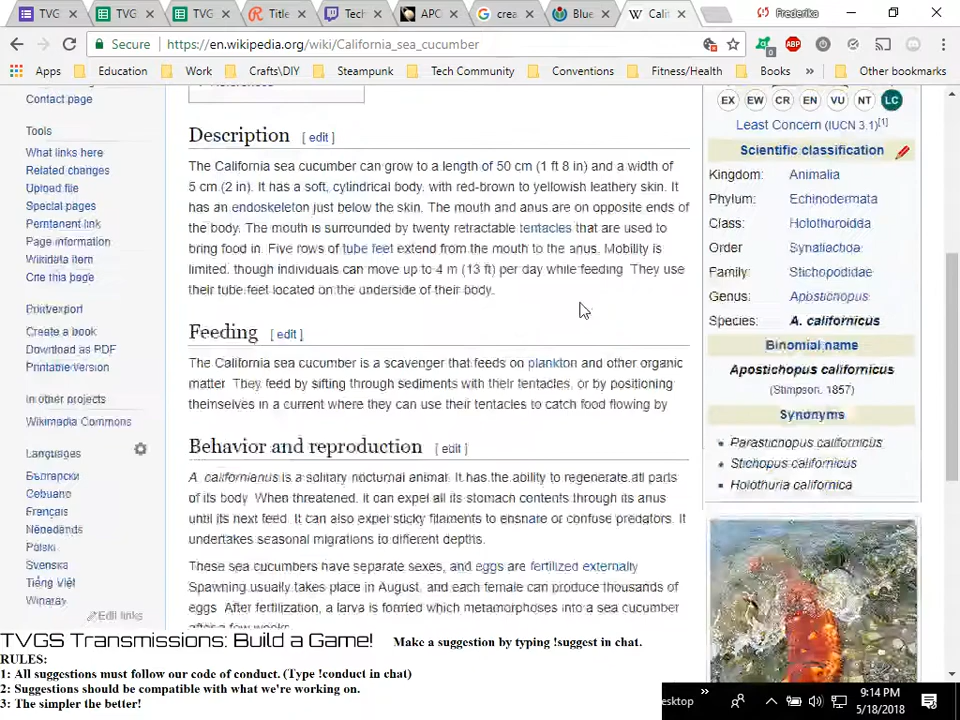 TVG
TVG
TVG
Title
Tech
APC
crea
Blue
Cali
Frederika
Secure
https://en.wikipedia.org/wiki/California_sea_cucumber
0
ABP
Apps
Education
Work
Crafts\DIY
Steampunk
Tech Community
Conventions
Fitness/Health
Books
»
Other bookmarks
Contact page
Tools
What links here
Related changes
Upload file
Special pages
Permanent link
Page information
Wikidata item
Cite this page
Print/export
Create a book
Download as PDF
Printable version
In other projects
Wikimedia Commons
Languages
Български
Cebuano
Français
Nederlands
Polski
Svenska
Tiếng Việt
Winaray
Edit links
Description [ edit ]
The California sea cucumber can grow to a length of 50 cm (1 ft 8 in) and a width of
5 cm (2 in). It has a soft, cylindrical body, with red-brown to yellowish leathery skin. It
has an endoskeleton just below the skin. The mouth and anus are on opposite ends of
the body. The mouth is surrounded by twenty retractable tentacles that are used to
bring food in. Five rows of tube feet extend from the mouth to the anus. Mobility is
limited, though individuals can move up to 4 m (13 ft) per day while feeding. They use
their tube feet located on the underside of their body.
Feeding [ edit ]
The California sea cucumber is a scavenger that feeds on plankton and other organic
matter. They feed by sifting through sediments with their tentacles, or by positioning
themselves in a current where they can use their tentacles to catch food flowing by
Behavior and reproduction [ edit ]
A. californianus is a solitary nocturnal animal. It has the ability to regenerate all parts
of its body. When threatened, it can expel all its stomach contents through its anus
until its next feed. It can also expel sticky filaments to ensnare or confuse predators. It
undertakes seasonal migrations to different depths.
These sea cucumbers have separate sexes, and eggs are fertilized externally
Spawning usually takes place in August, and each female can produce thousands of
eggs. After fertilization, a larva is formed which metamorphoses into a sea cucumber
after a few weeks.
EX EW CR EN VU NT LC
Least Concern (IUCN 3.1)[1]
Scientific classification
Kingdom: Animalia
Phylum: Echinodermata
Class: Holothuroidea
Order Synallactida
Family: Stichopodidae
Genus: Apostichopus
Species: A. californicus
Binomial name
Apostichopus californicus
(Stimpson, 1857)
Synonyms
Parastichopus californicus
Stichopus californicus
Holothuria californica
TVGS Transmissions: Build a Game! Make a suggestion by typing !suggest in chat.
RULES:
1: All suggestions must follow our code of conduct. (Type !conduct in chat)
2: Suggestions should be compatible with what we're working on.
3: The simpler the better!
esktop
»
9:14 PM
5/18/2018